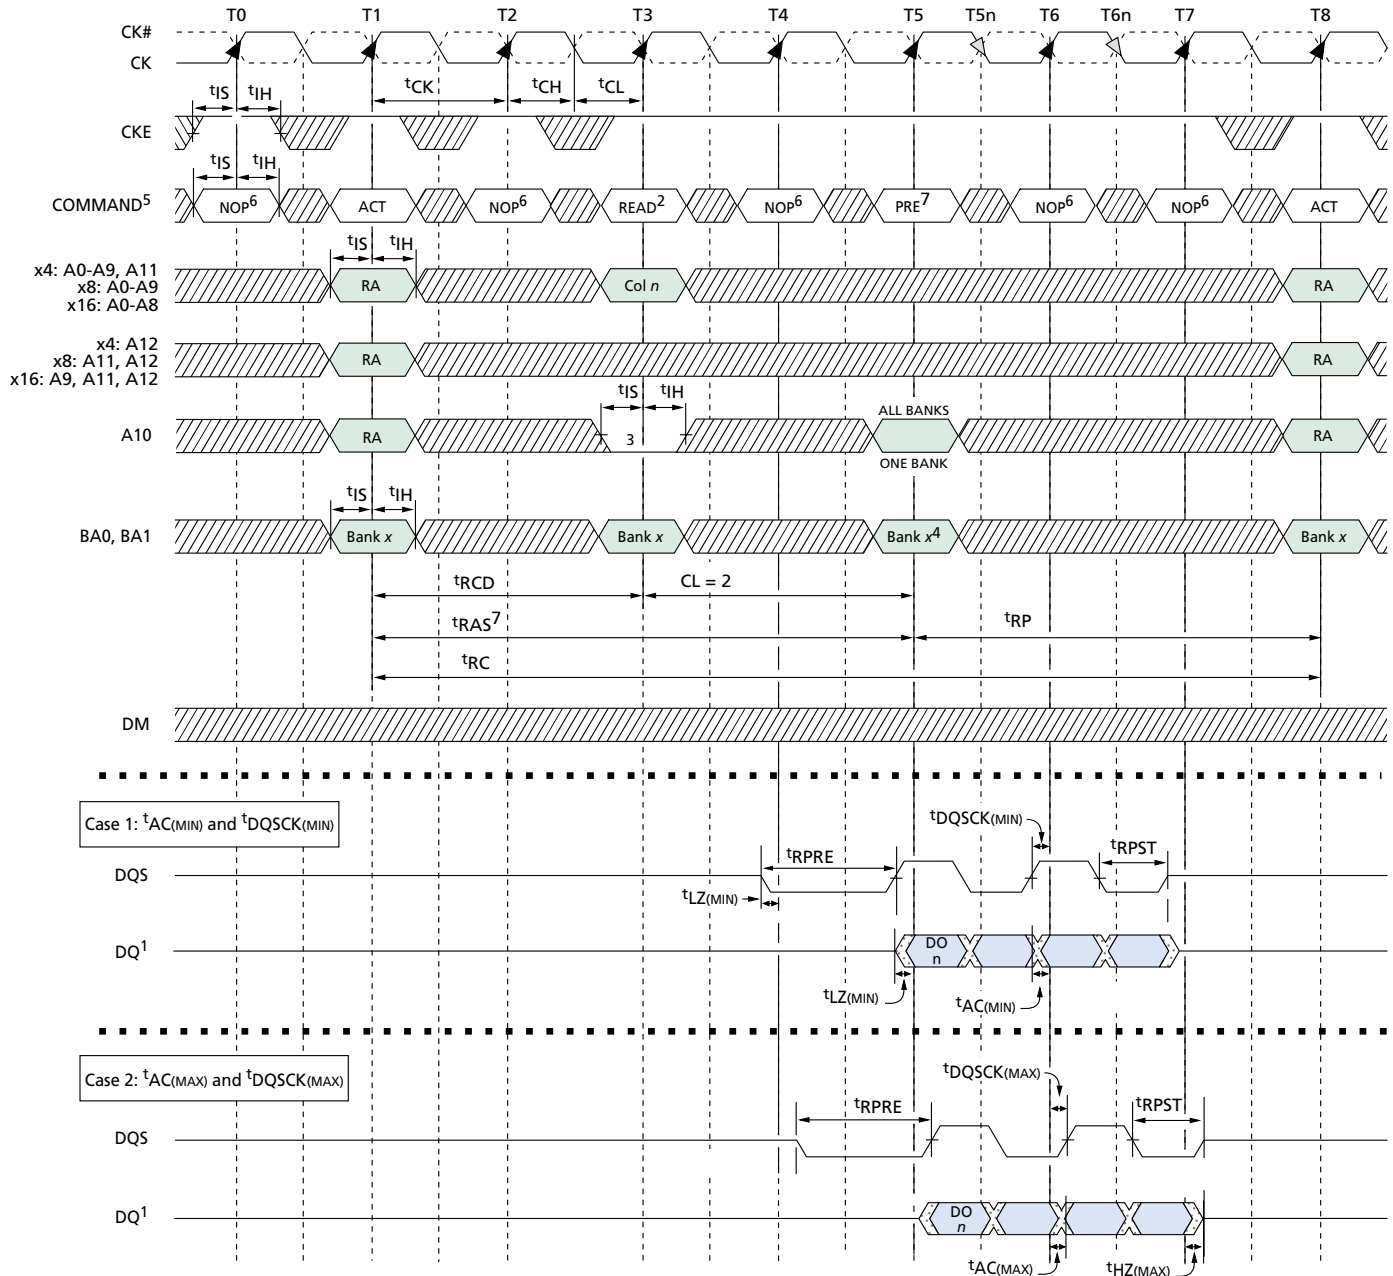 T0 T1 T2 T3 T4 T5 T5n T6 T6n T7 T8
CK#
CK
tCK tCH tCL
tIS tIH
CKE
tIS tIH
COMMAND5 NOP6 ACT NOP6 READ2 NOP6 PRE7 NOP6 NOP6 ACT
tIS tIH
x4: A0-A9, A11
x8: A0-A9
x16: A0-A8
RA Col n RA
x4: A12
x8: A11, A12
x16: A9, A11, A12
RA RA
tIS tIH
ALL BANKS
A10 RA 3 RA
ONE BANK
tIS tIH
BA0, BA1 Bank x Bank x Bank x4 Bank x
tRCD CL = 2
tRAS7 tRP
tRC
DM
Case 1: tAC(MIN) and tDQSCK(MIN)
tDQSCK(MIN)
tRPRE tRPST
DQS
tLZ(MIN)
DQ1 DO
n
tLZ(MIN) tAC(MIN)
Case 2: tAC(MAX) and tDQSCK(MAX)
tDQSCK(MAX)
tRPRE tRPST
DQS
DQ1 DO
n
tAC(MAX) tHZ(MAX)